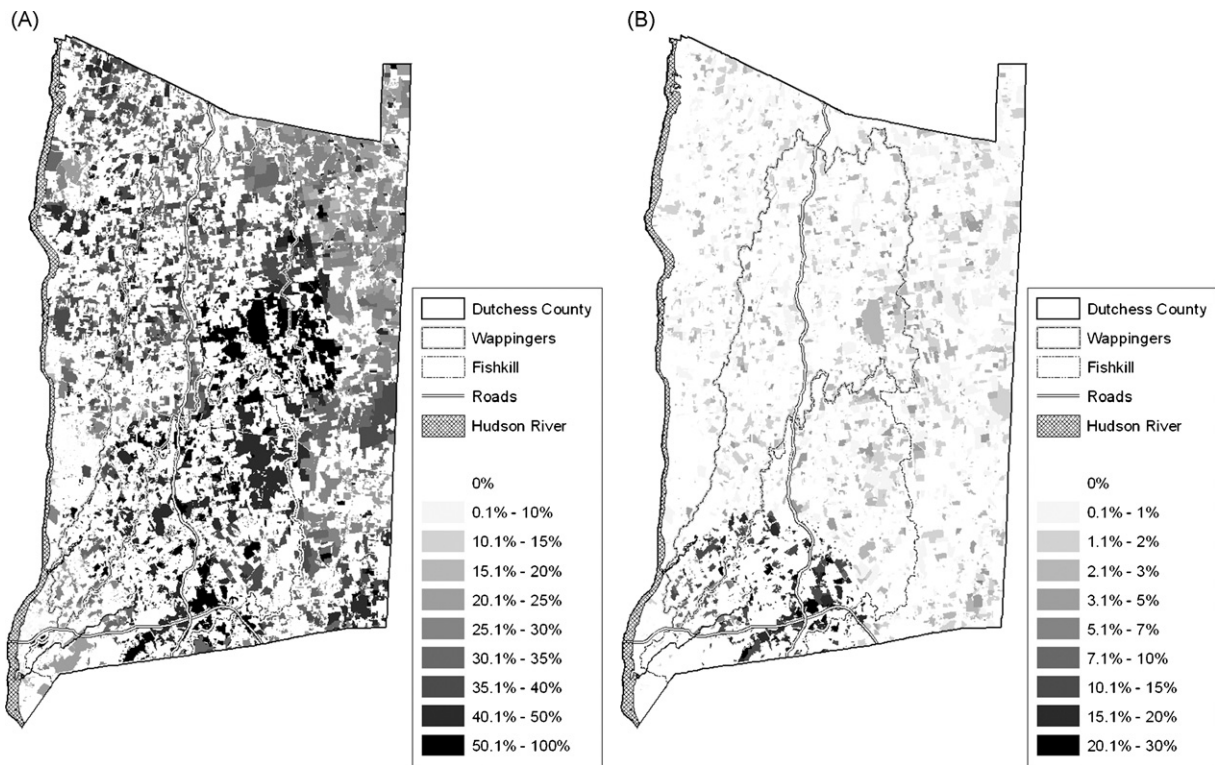 (A)
Dutchess County
Wappingers
Fishkill
Roads
Hudson River
0%
0.1% - 10%
10.1% - 15%
15.1% - 20%
20.1% - 25%
25.1% - 30%
30.1% - 35%
35.1% - 40%
40.1% - 50%
50.1% - 100%
(B)
Dutchess County
Wappingers
Fishkill
Roads
Hudson River
0%
0.1% - 1%
1.1% - 2%
2.1% - 3%
3.1% - 5%
5.1% - 7%
7.1% - 10%
10.1% - 15%
15.1% - 20%
20.1% - 30%